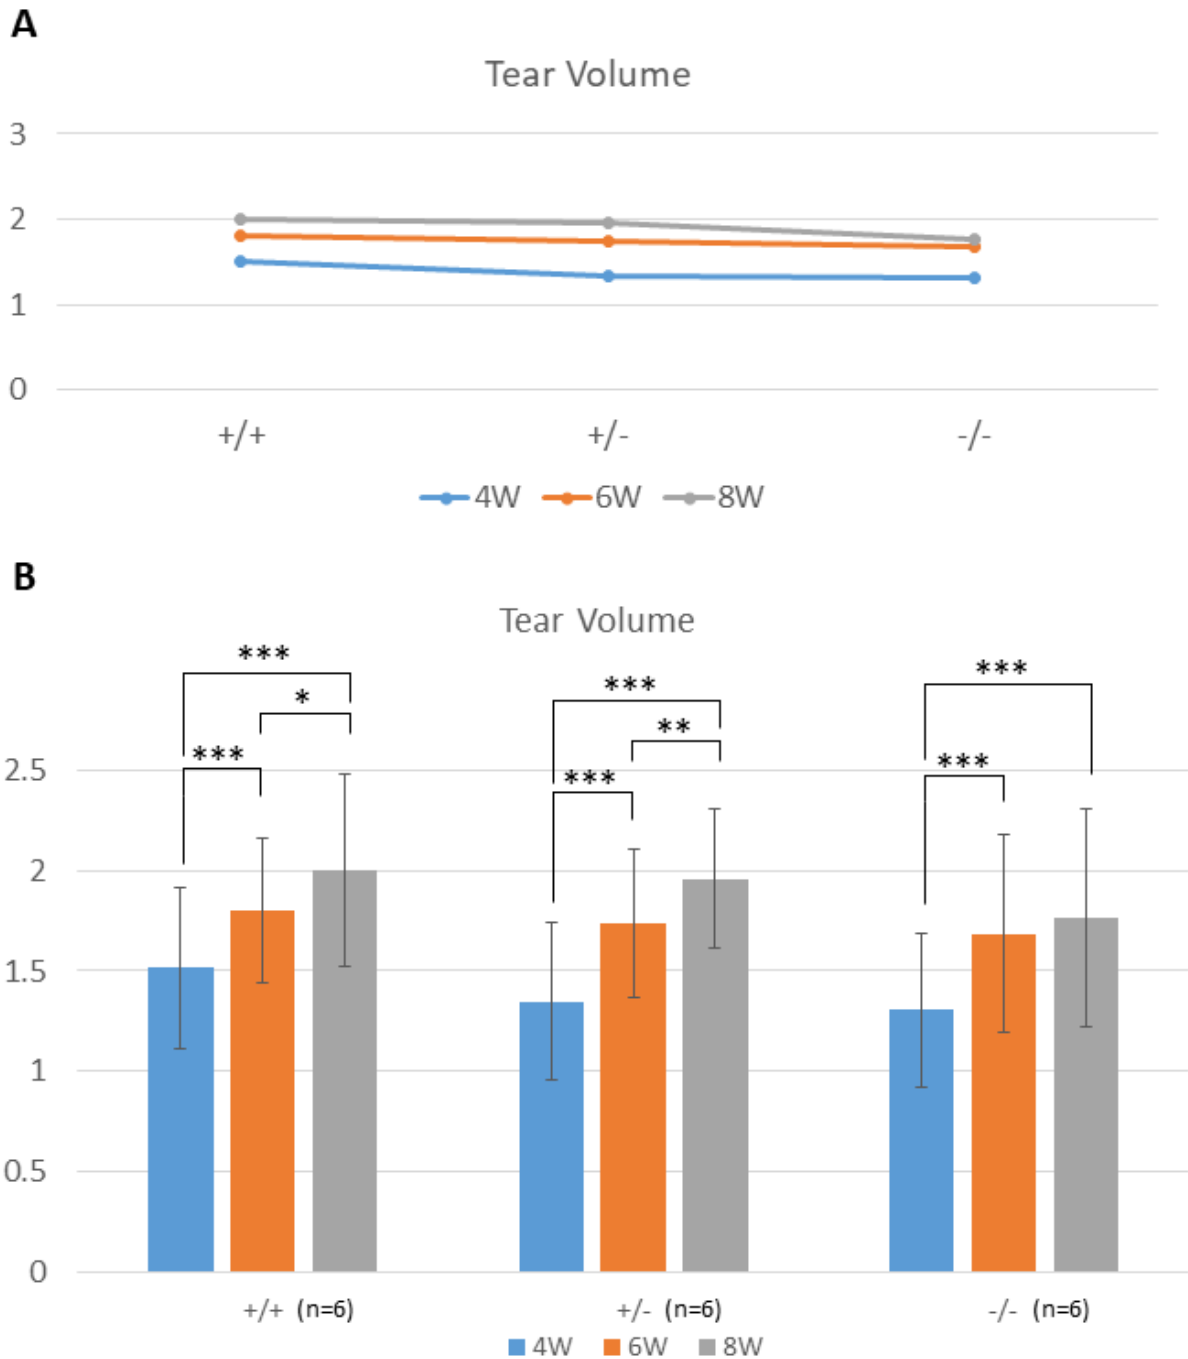 A
Tear Volume
3
2
1
0
+/+ +/- -/-
4W 6W 8W
B
Tear Volume
*** *** ***
* **
*** *** ***
2.5
2
1.5
1
0.5
0
+/+ (n=6) +/- (n=6) -/- (n=6)
4W 6W 8W